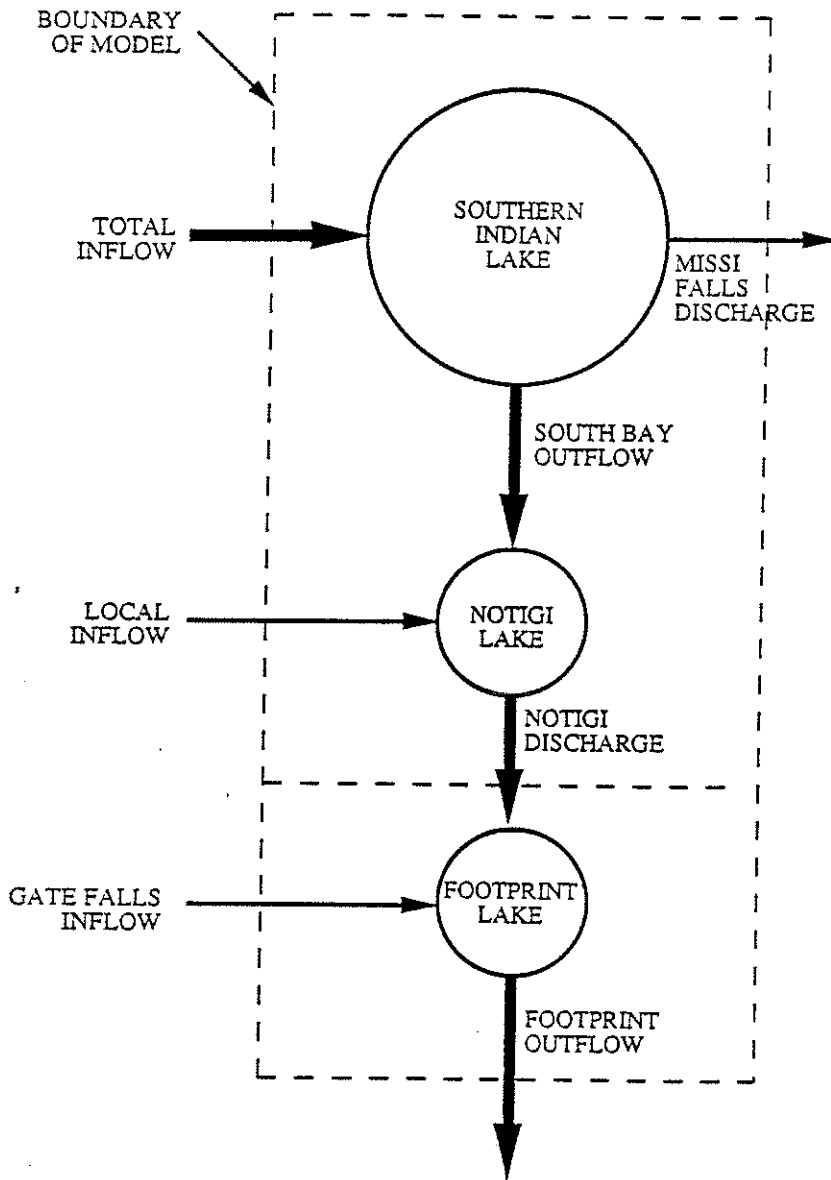 BOUNDARY
OF MODEL
TOTAL
INFLOW
SOUTHERN
INDIAN
LAKE
MISSI
FALLS
DISCHARGE
SOUTH BAY
OUTFLOW
LOCAL
INFLOW
NOTIGI
LAKE
NOTIGI
DISCHARGE
GATE FALLS
INFLOW
FOOTPRINT
LAKE
FOOTPRINT
OUTFLOW